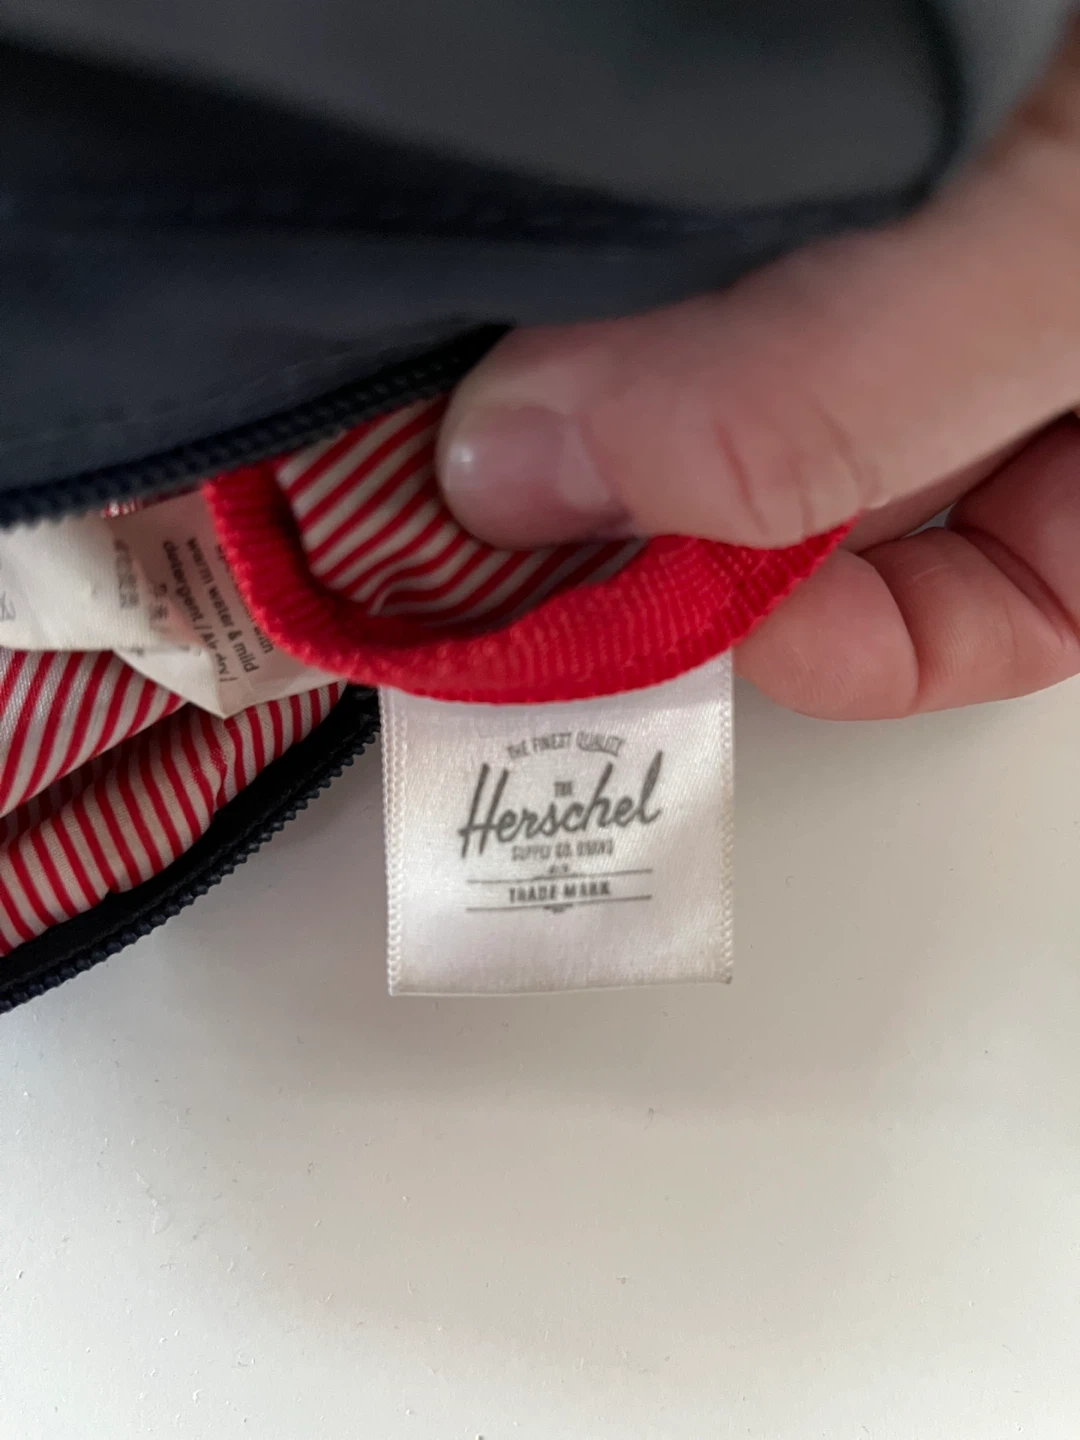 THE FINEST QUALITY
THE
Herschel
SUPPLY CO. BRAND
TRADE MARK
warm water & mild
detergent / Air dry /